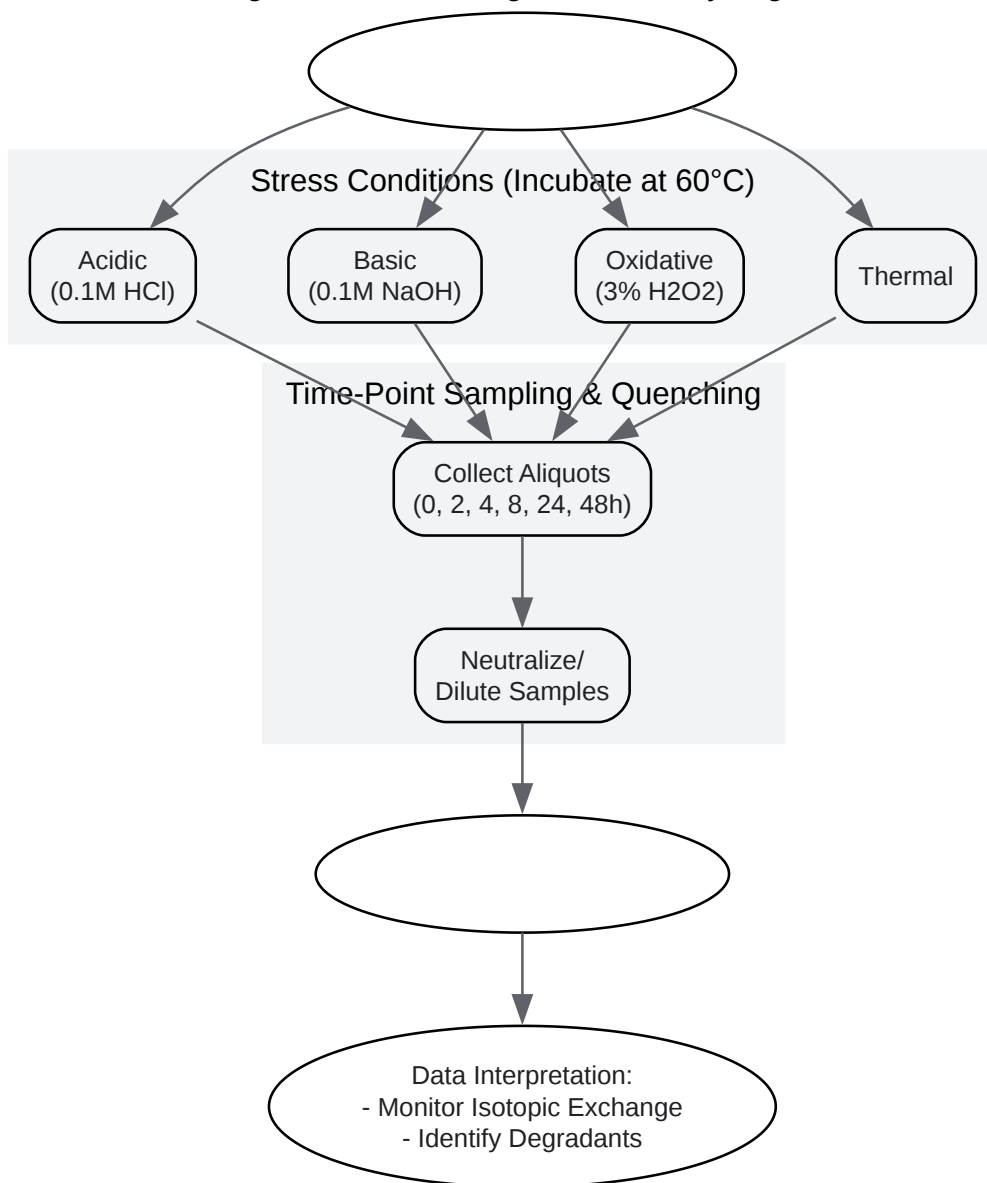 Stress Conditions (Incubate at 60°C)
Acidic
(0.1M HCl)
Basic
(0.1M NaOH)
Oxidative
(3% H2O2)
Thermal
Time-Point Sampling & Quenching
Collect Aliquots
(0, 2, 4, 8, 24, 48h)
Neutralize/
Dilute Samples
Data Interpretation:
- Monitor Isotopic Exchange
- Identify Degradants